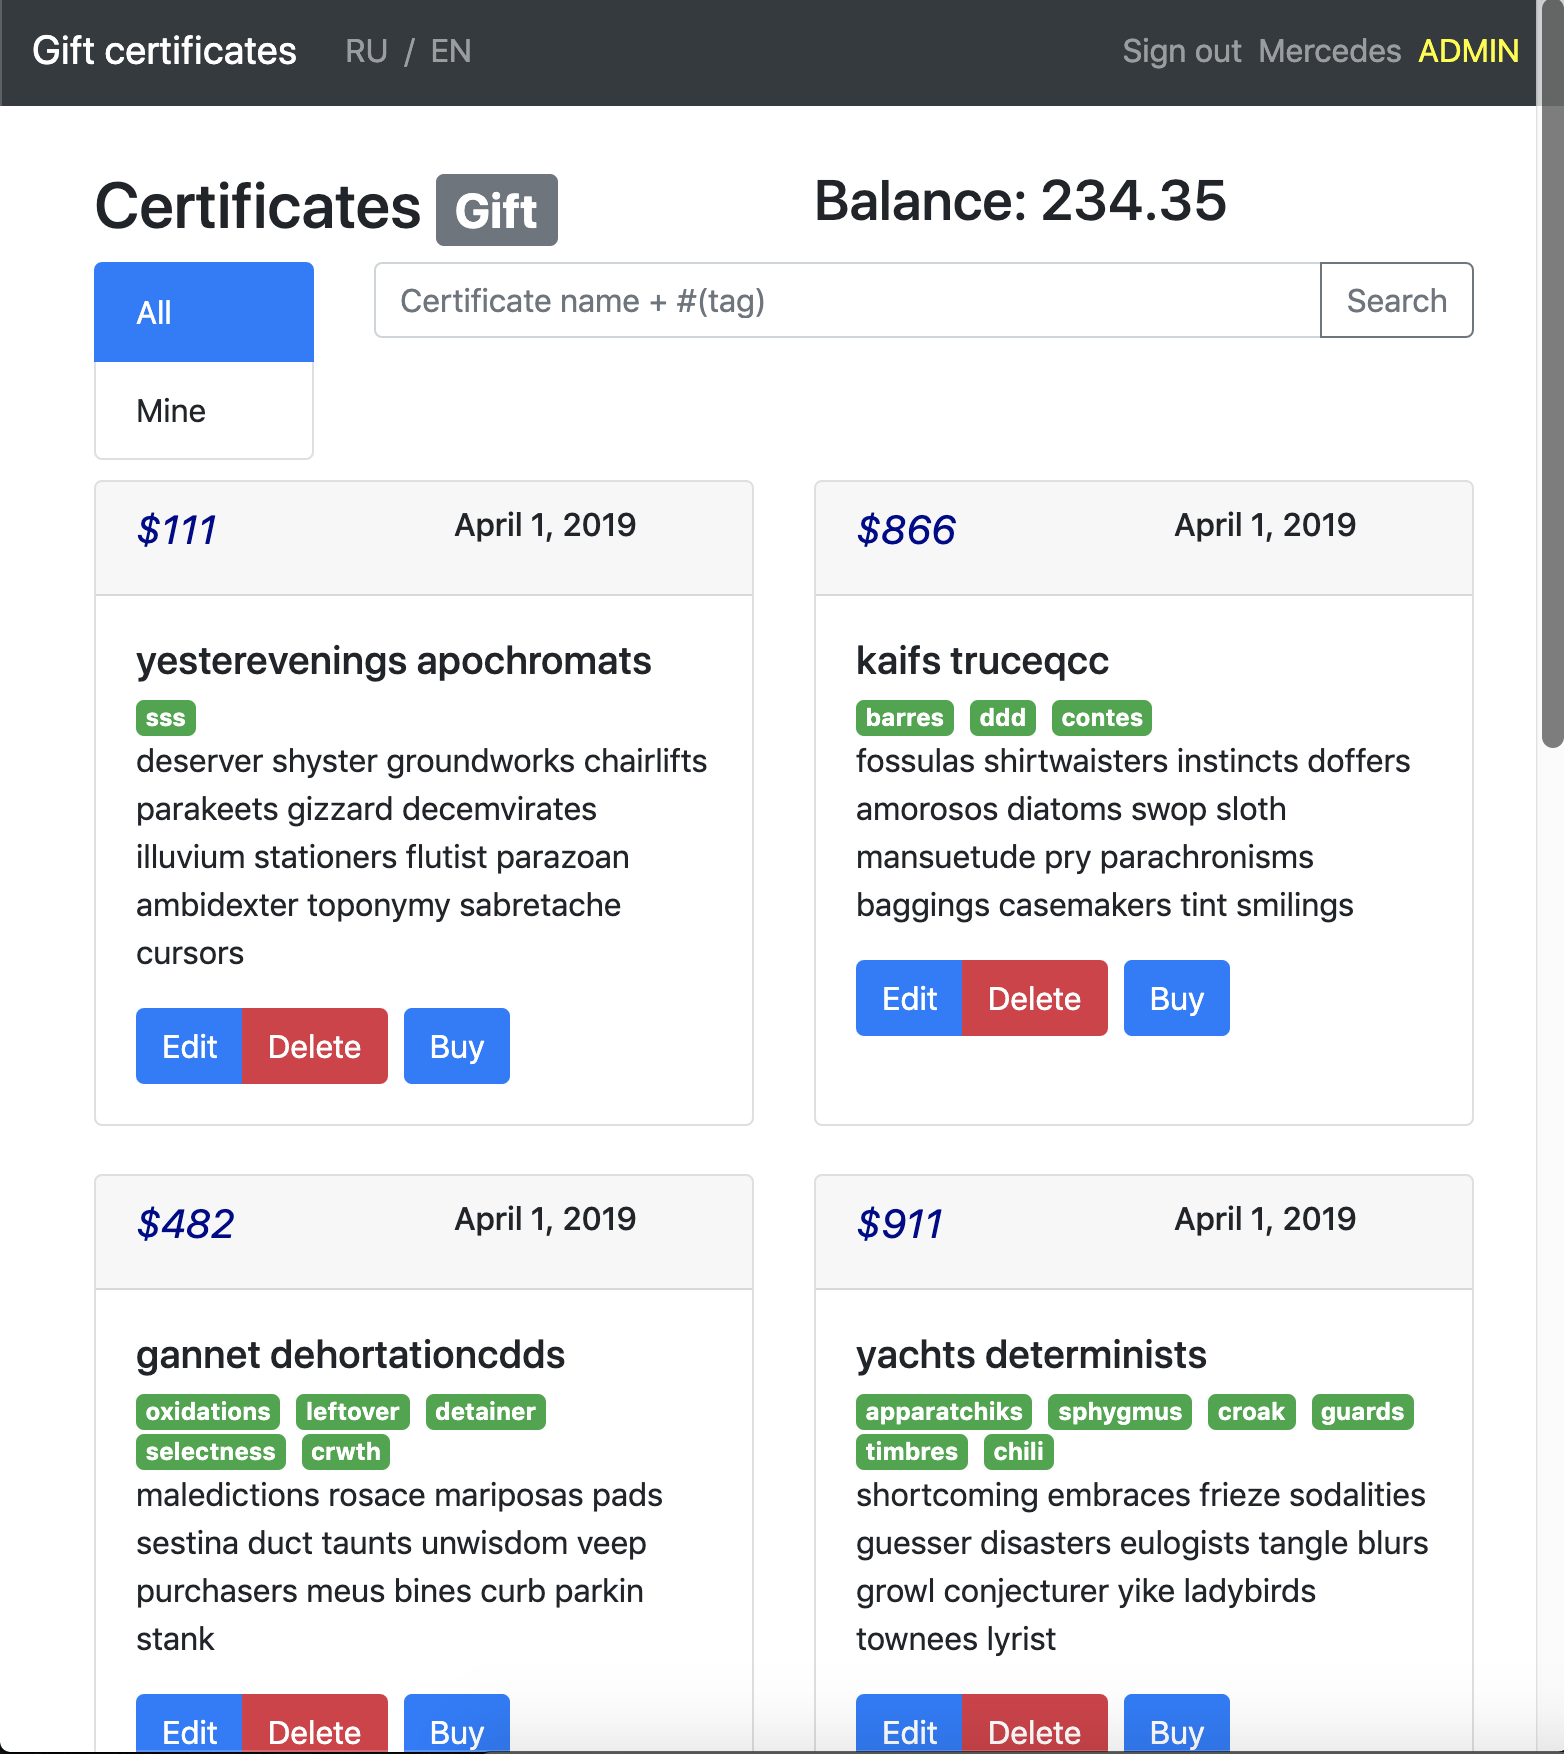 Gift certificates RU / EN Sign out Mercedes ADMIN
Certificates Gift
Balance: 234.35
All
Certificate name + #(tag) Search
Mine
$111 April 1, 2019
yesterevenings apochromats
sss
deserver shyster groundworks chairlifts
parakeets gizzard decemvirates
illuvium stationers flutist parazoan
ambidexter toponymy sabretache
cursors
Edit Delete Buy
$866 April 1, 2019
kaifs truceqcc
barres ddd contes
fossulas shirtwaisters instincts doffers
amorosos diatoms swop sloth
mansuetude pry parachronisms
baggings casemakers tint smilings
Edit Delete Buy
$482 April 1, 2019
gannet dehortationcdds
oxidations leftover detainer
selectness crwth
maledictions rosace mariposas pads
sestina duct taunts unwisdom veep
purchasers meus bines curb parkin
stank
Edit Delete Buy
$911 April 1, 2019
yachts determinists
apparatchiks sphygmus croak guards
timbres chili
shortcoming embraces frieze sodalities
guesser disasters eulogists tangle blurs
growl conjecturer yike ladybirds
townees lyrist
Edit Delete Buy